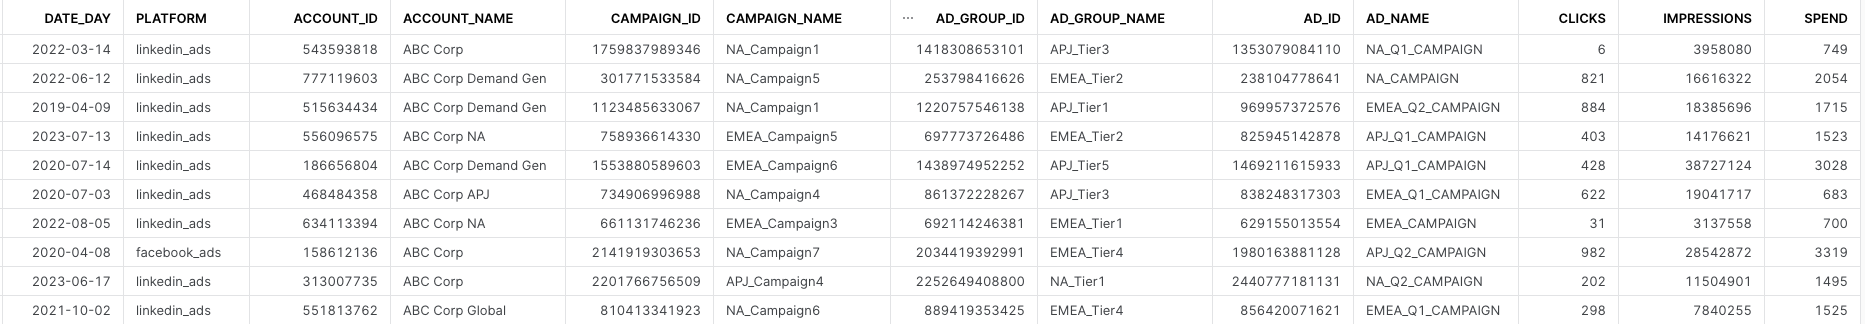 DATE_DAY PLATFORM ACCOUNT_ID ACCOUNT_NAME CAMPAIGN_ID CAMPAIGN_NAME ... AD_GROUP_ID AD_GROUP_NAME AD_ID AD_NAME CLICKS IMPRESSIONS SPEND
2022-03-14 linkedin_ads 543593818 ABC Corp 1759837989346 NA_Campaign1 1418308653101 APJ_Tier3 1353079084110 NA_Q1_CAMPAIGN 6 3958080 749
2022-06-12 linkedin_ads 777119603 ABC Corp Demand Gen 301771533584 NA_Campaign5 253798416626 EMEA_Tier2 238104778641 NA_CAMPAIGN 821 16616322 2054
2019-04-09 linkedin_ads 515634434 ABC Corp Demand Gen 1123485633067 NA_Campaign1 1220757546138 APJ_Tier1 969957372576 EMEA_Q2_CAMPAIGN 884 18385696 1715
2023-07-13 linkedin_ads 556096575 ABC Corp NA 758936614330 EMEA_Campaign5 697773726486 EMEA_Tier2 825945142878 APJ_Q1_CAMPAIGN 403 14176621 1523
2020-07-14 linkedin_ads 186656804 ABC Corp Demand Gen 1553880589603 EMEA_Campaign6 1438974952252 APJ_Tier5 1469211615933 APJ_Q1_CAMPAIGN 428 38727124 3028
2020-07-03 linkedin_ads 468484358 ABC Corp APJ 734906996988 NA_Campaign4 861372228267 APJ_Tier3 838248317303 EMEA_Q1_CAMPAIGN 622 19041717 683
2022-08-05 linkedin_ads 634113394 ABC Corp NA 661131746236 EMEA_Campaign3 692114246381 EMEA_Tier1 629155013554 EMEA_CAMPAIGN 31 3137558 700
2020-04-08 facebook_ads 158612136 ABC Corp 2141919303653 NA_Campaign7 2034419392991 EMEA_Tier4 1980163881128 APJ_Q2_CAMPAIGN 982 28542872 3319
2023-06-17 linkedin_ads 313007735 ABC Corp 2201766756509 APJ_Campaign4 2252649408800 NA_Tier1 2440777181131 NA_Q2_CAMPAIGN 202 11504901 1495
2021-10-02 linkedin_ads 551813762 ABC Corp Global 810413341923 NA_Campaign6 889419353425 EMEA_Tier4 856420071621 EMEA_Q1_CAMPAIGN 298 7840255 1525